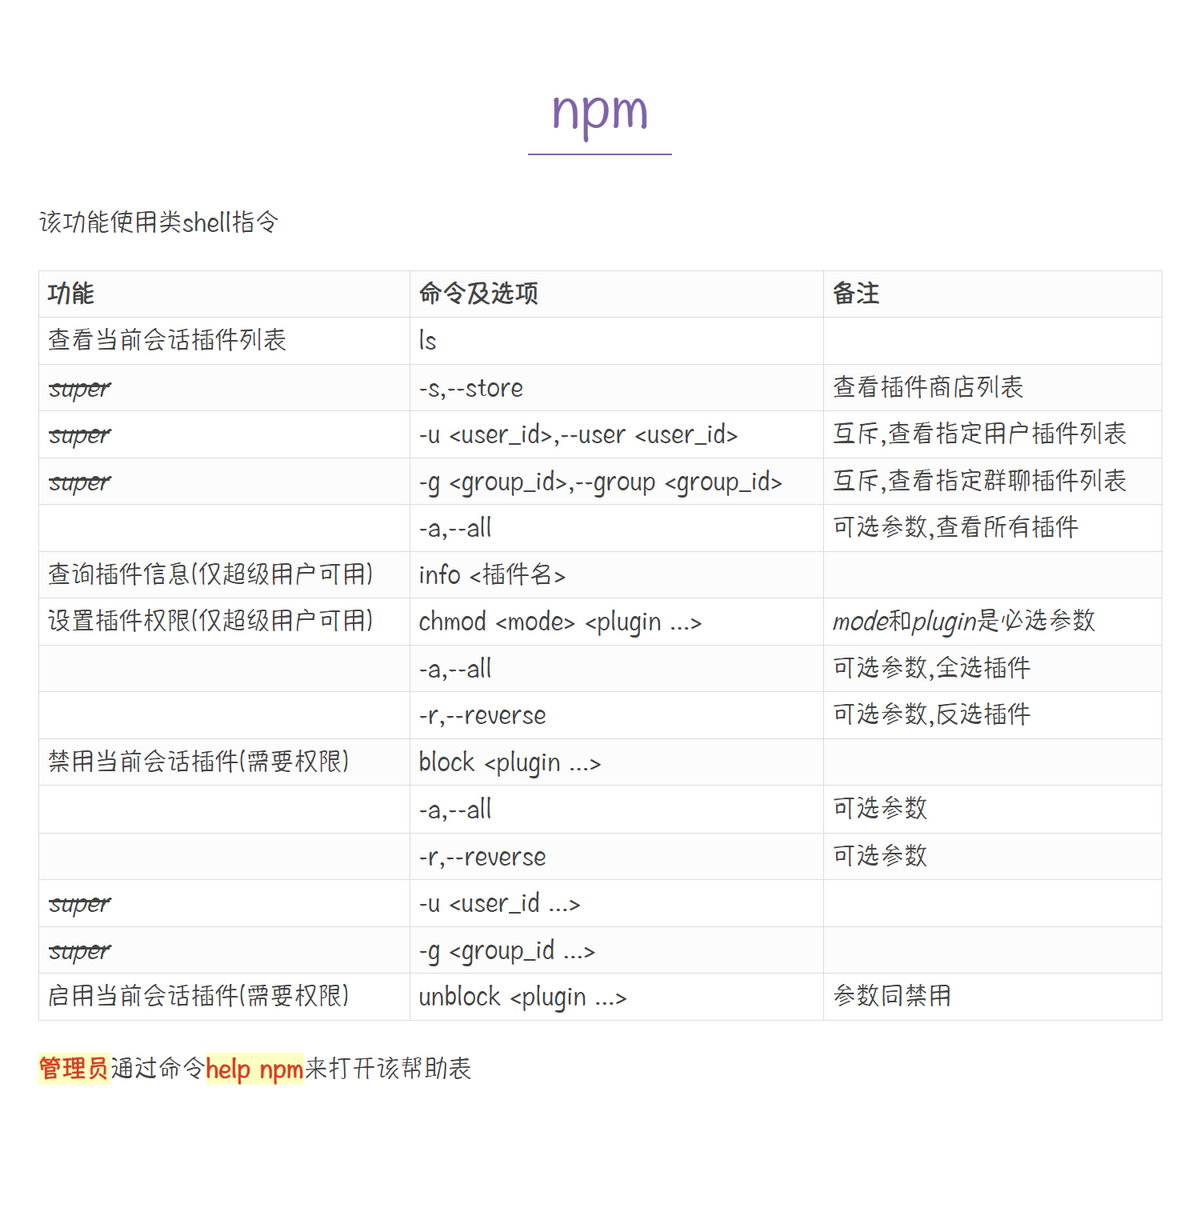 npm
该功能使用类shell指令
功能 命令及选项 备注
查看当前会话插件列表 ls
super -s,--store 查看插件商店列表
super -u <user_id>,--user <user_id> 互斥,查看指定用户插件列表
super -g <group_id>,--group <group_id> 互斥,查看指定群聊插件列表
-a,--all 可选参数,查看所有插件
查询插件信息(仅超级用户可用) info <插件名>
设置插件权限(仅超级用户可用) chmod <mode> <plugin ...> mode和plugin是必选参数
-a,--all 可选参数,全选插件
-r,--reverse 可选参数,反选插件
禁用当前会话插件(需要权限) block <plugin ...>
-a,--all 可选参数
-r,--reverse 可选参数
super -u <user_id ...>
super -g <group_id ...>
启用当前会话插件(需要权限) unblock <plugin ...> 参数同禁用
管理员通过命令help npm来打开该帮助表